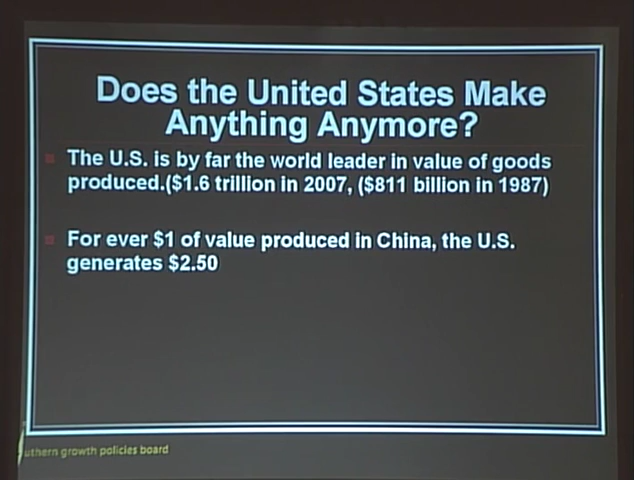 Does the United States Make
Anything Anymore?
The U.S. is by far the world leader in value of goods
produced.($1.6 trillion in 2007, ($811 billion in 1987)
For ever $1 of value produced in China, the U.S.
generates $2.50
uthern growth policies board